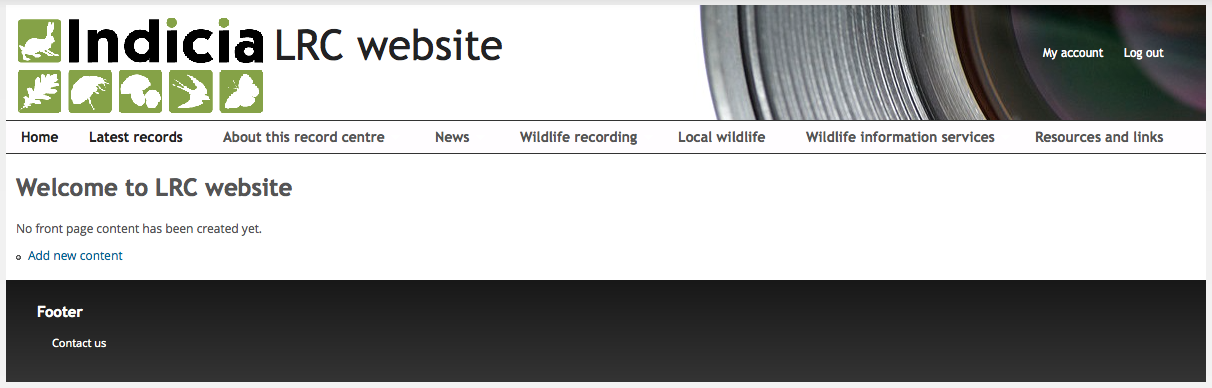 Indicia LRC website
My account Log out
Home Latest records About this record centre News Wildlife recording Local wildlife Wildlife information services Resources and links
Welcome to LRC website
No front page content has been created yet.
Add new content
Footer
Contact us